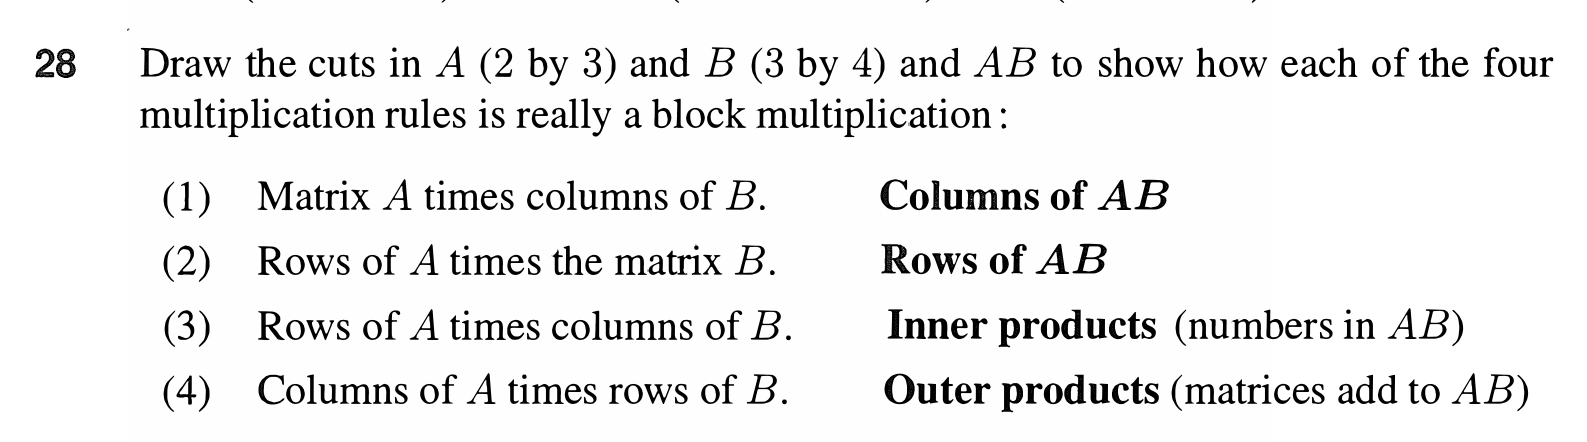 28 Draw the cuts in A (2 by 3) and B (3 by 4) and AB to show how each of the four
multiplication rules is really a block multiplication:
(1) Matrix A times columns of B. Columns of AB
(2) Rows of A times the matrix B. Rows of AB
(3) Rows of A times columns of B. Inner products (numbers in AB)
(4) Columns of A times rows of B. Outer products (matrices add to AB)